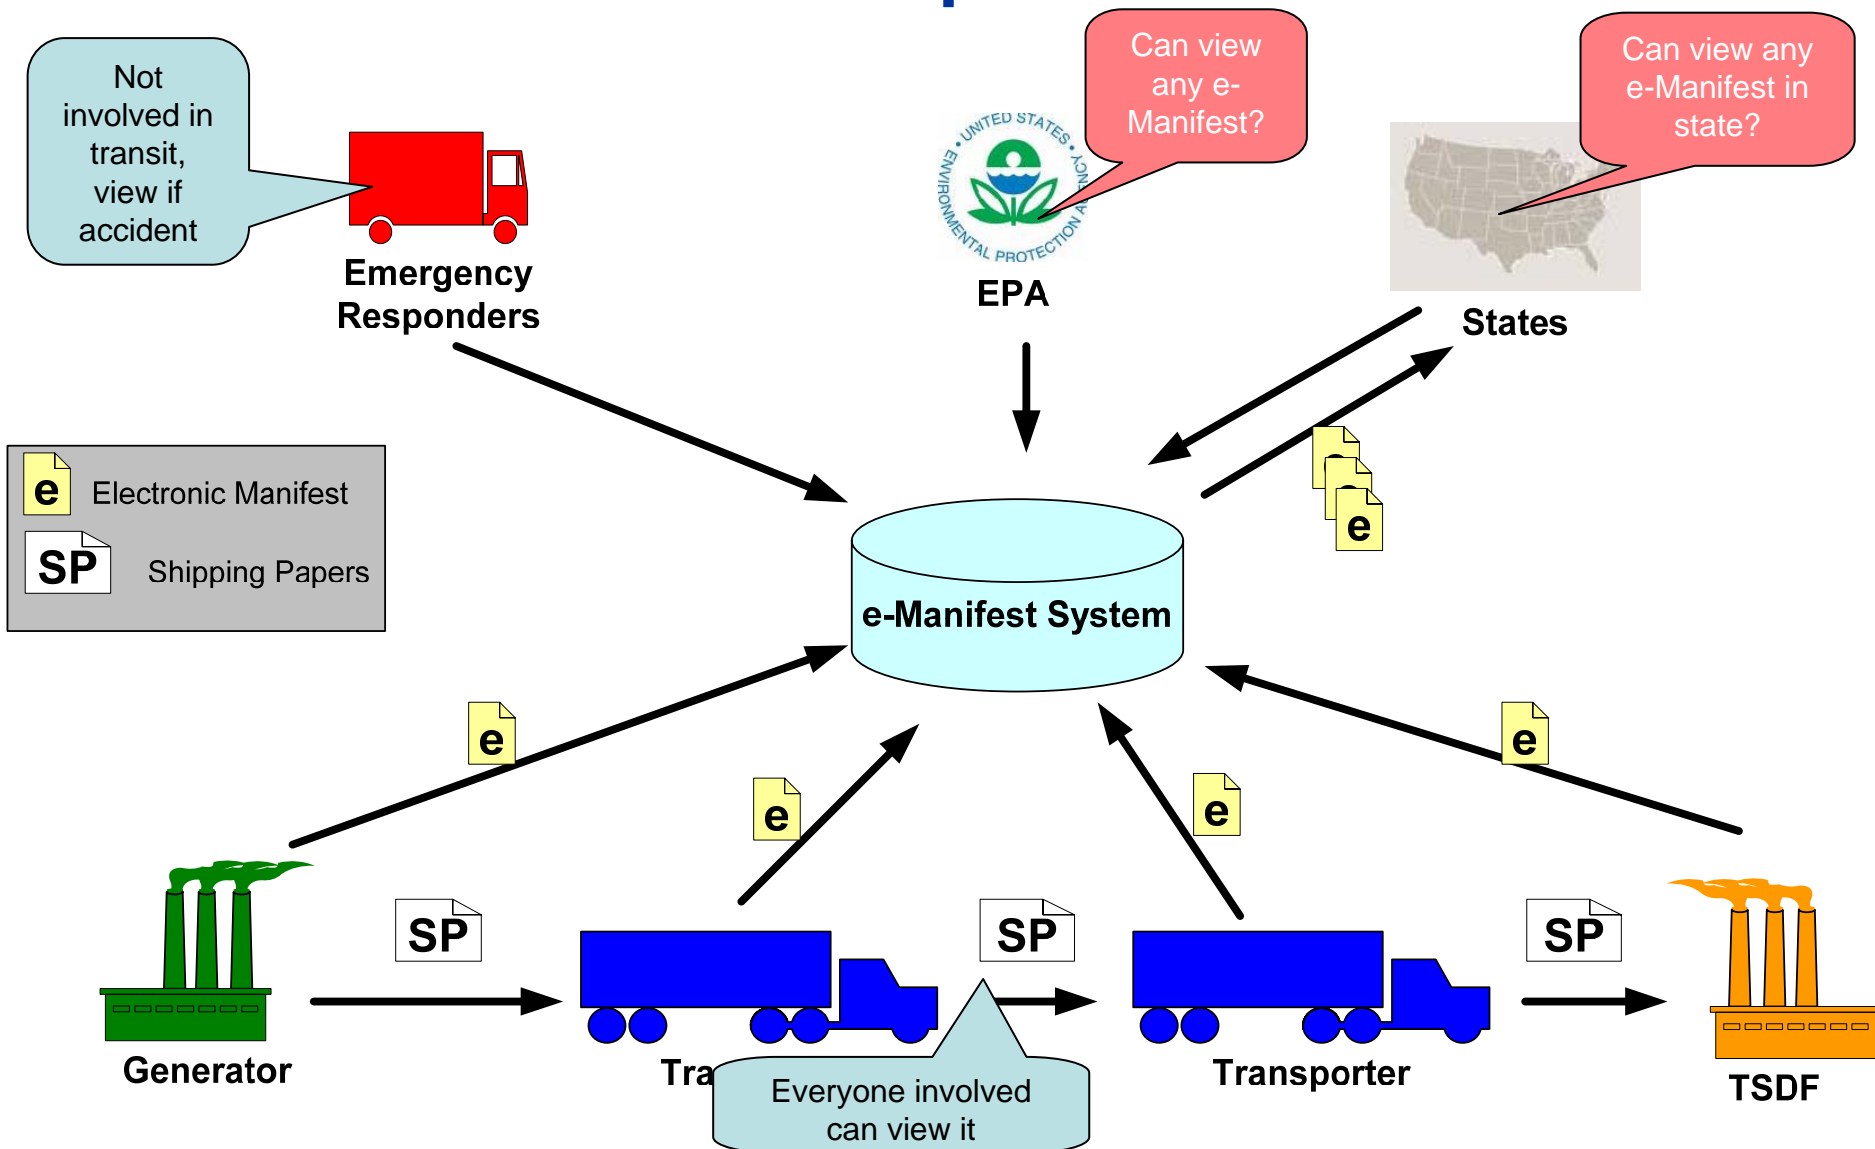 Not
involved in
transit,
view if
accident
Can view
any e-
Manifest?
Can view any
e-Manifest in
state?
UNITED STATES • ENVIRONMENTAL PROTECTION AGENCY •
Emergency
Responders
EPA
States
e Electronic Manifest
SP Shipping Papers
e
e-Manifest System
e
e
e
e
SP
SP
SP
Generator
Transporter
TSDF
Everyone involved
can view it